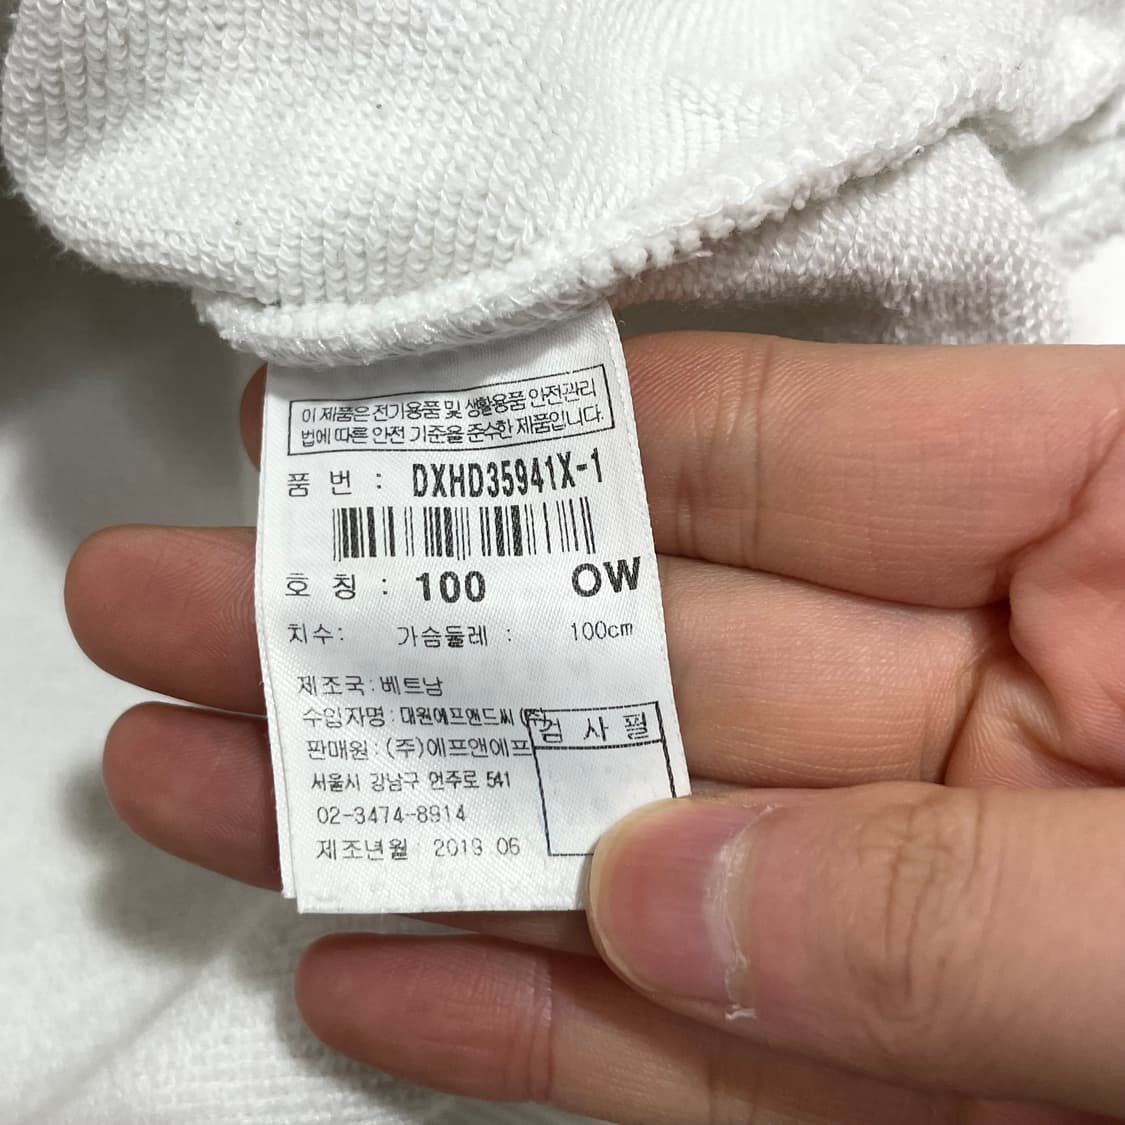 이 제품은 전기용품 및 생활용품 안전관리
법에 따른 안전 기준을 준수한 제품입니다.
품 번 : DXHD35941X-1
호 칭 : 100 OW
치수: 가슴둘레 : 100cm
제조국:베트남
수입자명 : 대원에프앤드씨 (주)
검 사 필
판매원 : (주)에프앤에프
서울시 강남구 언주로 541
02-3474-8914
제조년월 2019 06